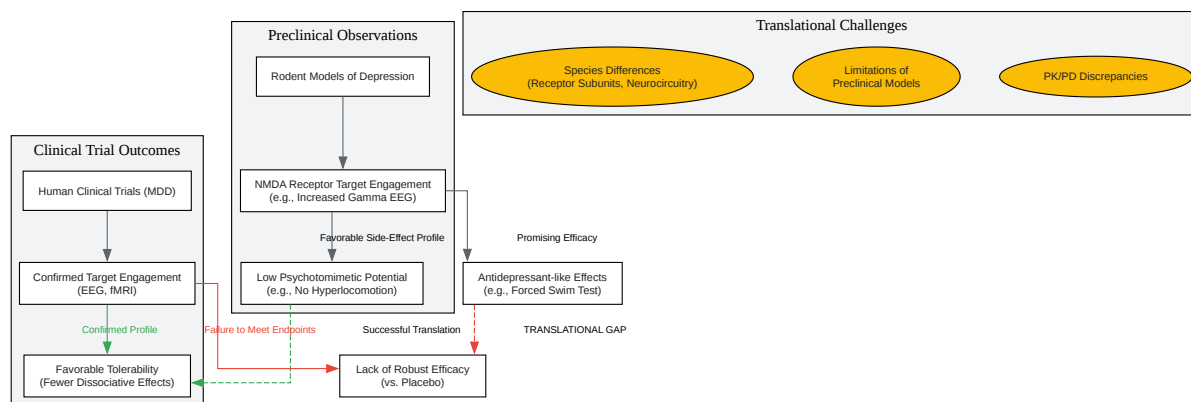 Translational Challenges
Species Differences
(Receptor Subunits, Neurocircuitry)
Limitations of
Preclinical Models
PK/PD Discrepancies
Preclinical Observations
Rodent Models of Depression
NMDA Receptor Target Engagement
(e.g., Increased Gamma EEG)
Favorable Side-Effect Profile
Promising Efficacy
Low Psychotomimetic Potential
(e.g., No Hyperlocomotion)
Antidepressant-like Effects
(e.g., Forced Swim Test)
Clinical Trial Outcomes
Human Clinical Trials (MDD)
Confirmed Target Engagement
(EEG, fMRI)
Confirmed Profile
Failure to Meet Endpoints
Successful Translation
TRANSLATIONAL GAP
Favorable Tolerability
(Fewer Dissociative Effects)
Lack of Robust Efficacy
(vs. Placebo)